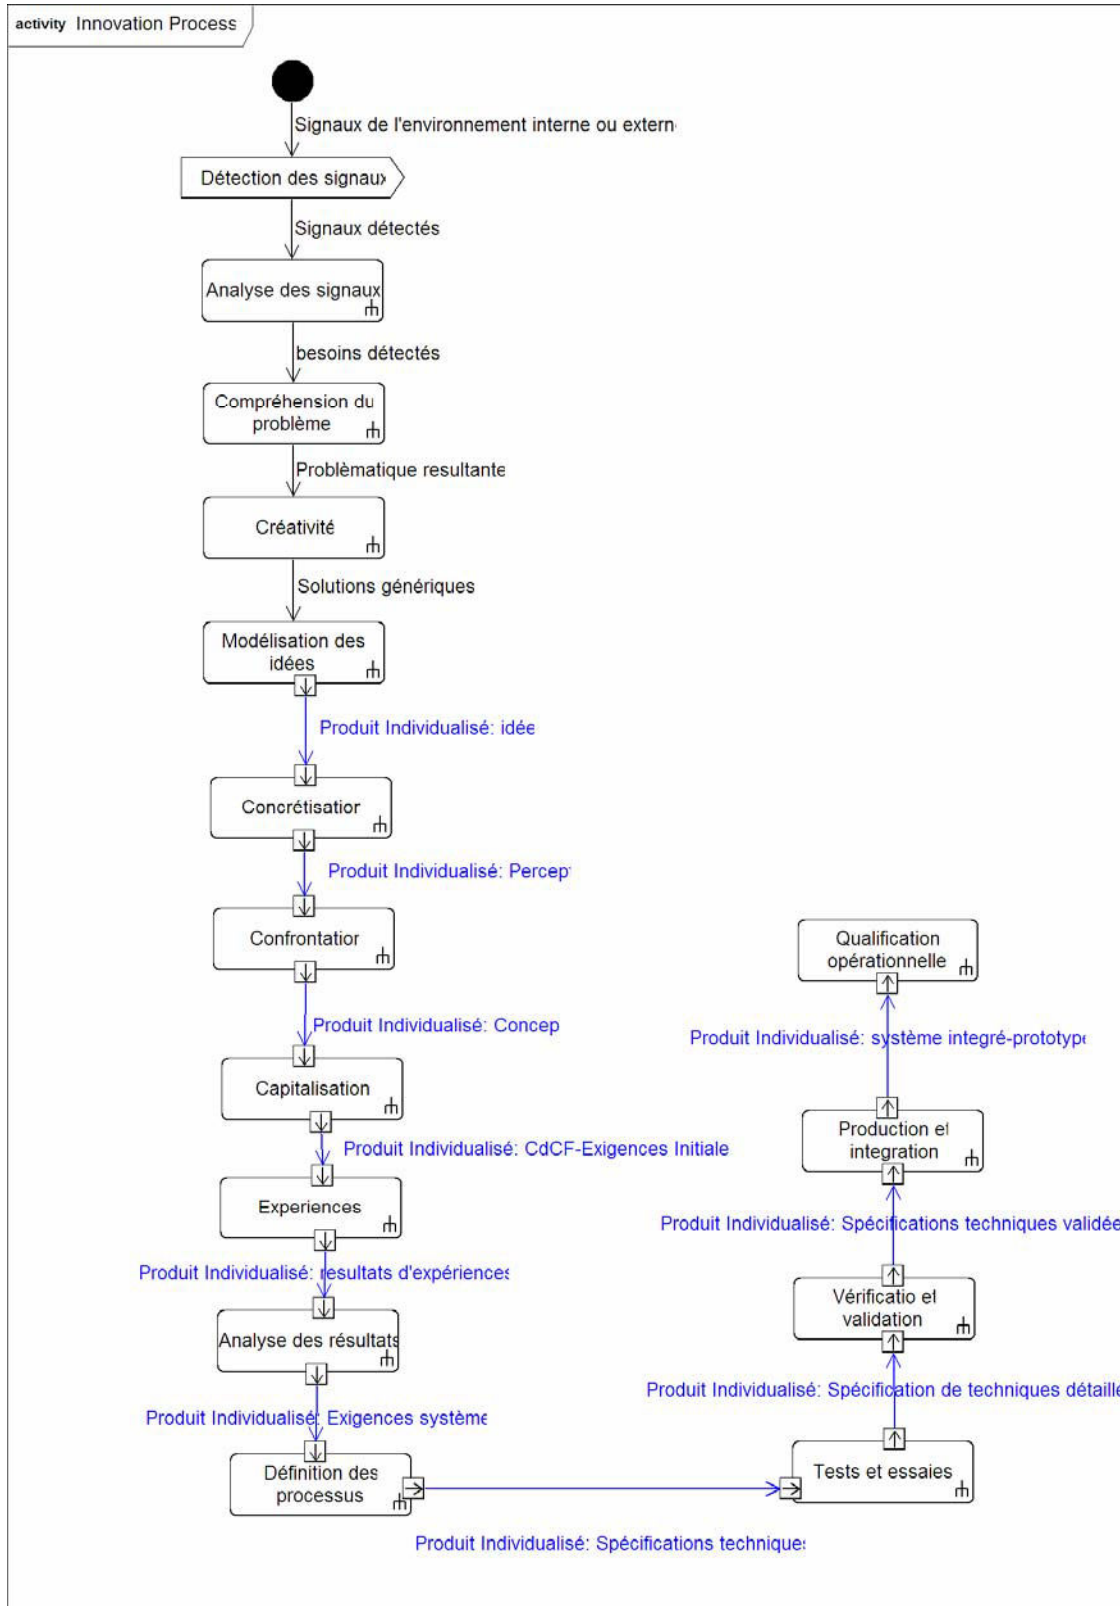 activity Innovation Process
Signaux de l'environnement interne ou extern
Détection des signaux
Signaux détectés
Analyse des signaux
besoins détectés
Compréhension du
problème
Problèmatique resultante
Créativité
Solutions génériques
Modélisation des
idées
Produit Individualisé: idée
Concrétisation
Produit Individualisé: Percep
Confrontation
Produit Individualisé: Concep
Capitalisation
Produit Individualisé: CdCF-Exigences Initiale
Experiences
Produit Individualisé: resultats d'expériences
Analyse des résultats
Produit Individualisé: Exigences système
Définition des
processus
Produit Individualisé: Spécifications techniques
Tests et essaies
Produit Individualisé: Spécification de techniques détaille
Vérificatio et
validation
Produit Individualisé: Spécifications techniques validée
Production et
integration
Produit Individualisé: système integré-prototype
Qualification
opérationnelle